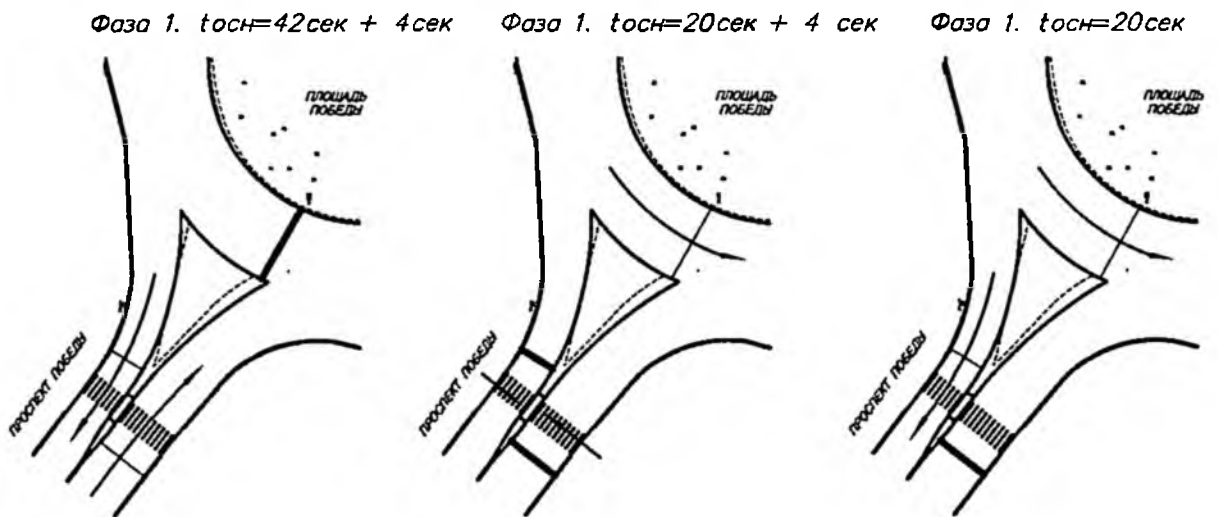 Фаза 1. tосн=42сек + 4сек
Фаза 1. tосн=20сек + 4 сек
Фаза 1. tосн=20сек
ПЛОЩАДЬ
ПОБЕДЫ
ПЛОЩАДЬ
ПОБЕДЫ
ПЛОЩАДЬ
ПОБЕДЫ
ПРОСПЕКТ ПОБЕДЫ
ПРОСПЕКТ ПОБЕДЫ
ПРОСПЕКТ ПОБЕДЫ